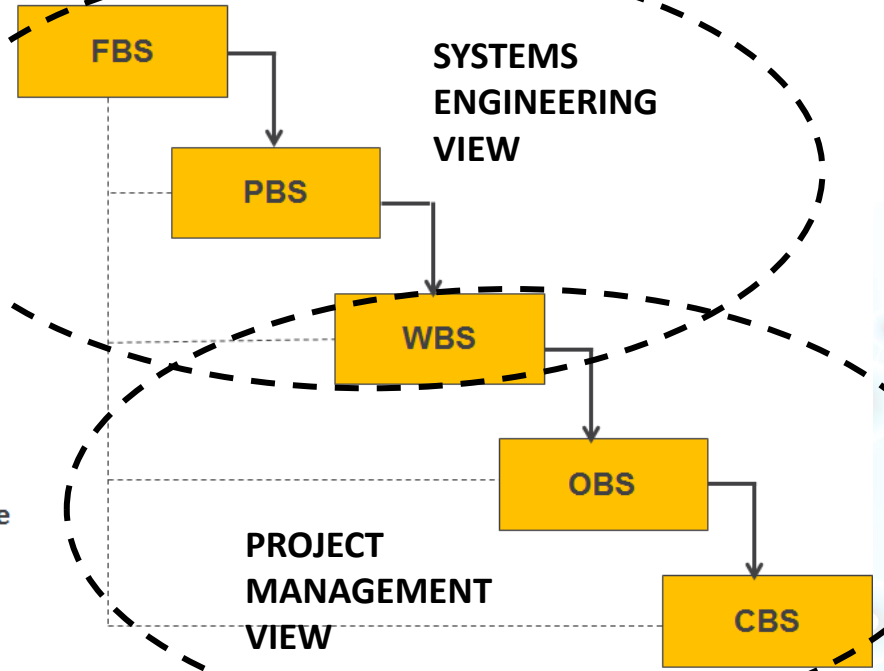 FBS
SYSTEMS
ENGINEERING
VIEW
PBS
WBS
OBS
e
PROJECT
MANAGEMENT
VIEW
CBS